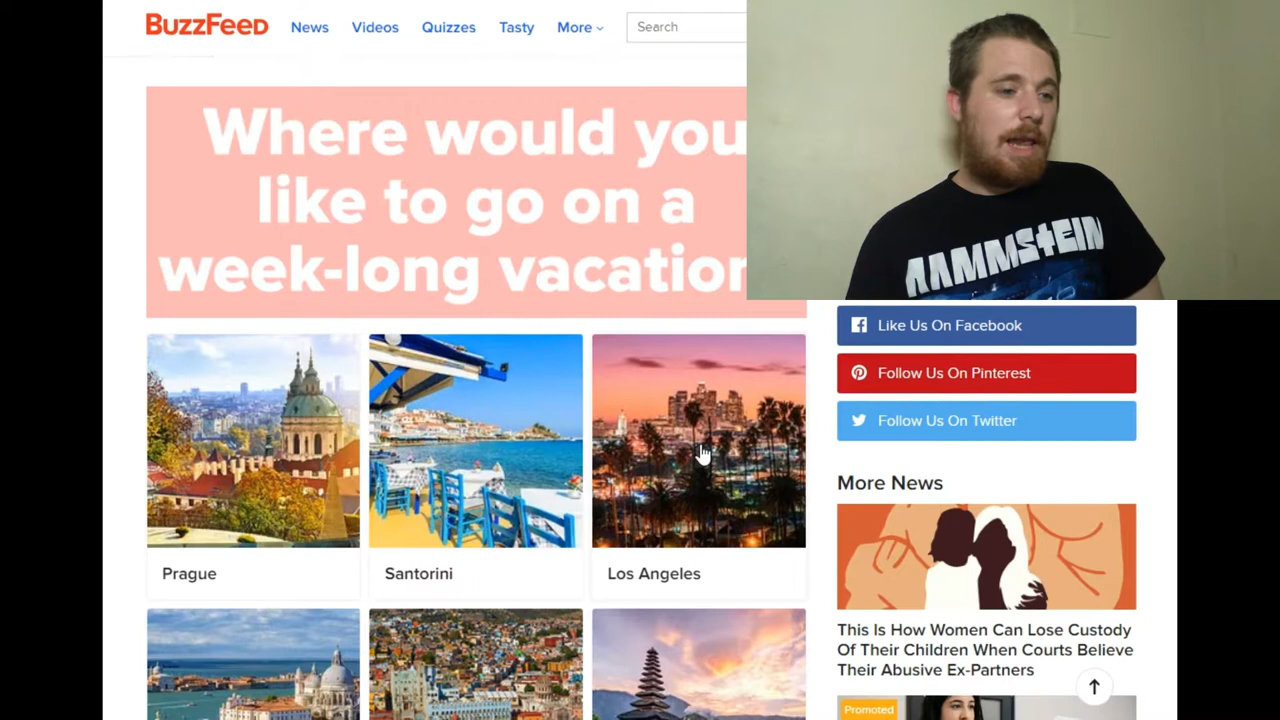 BuzzFeed
News
Videos
Quizzes
Tasty
More
Search
Where would you
like to go on a
week-long vacation
Prague
Santorini
Los Angeles
RAMMSTEIN
Like Us On Facebook
Follow Us On Pinterest
Follow Us On Twitter
More News
This Is How Women Can Lose Custody
Of Their Children When Courts Believe
Their Abusive Ex-Partners
Promoted